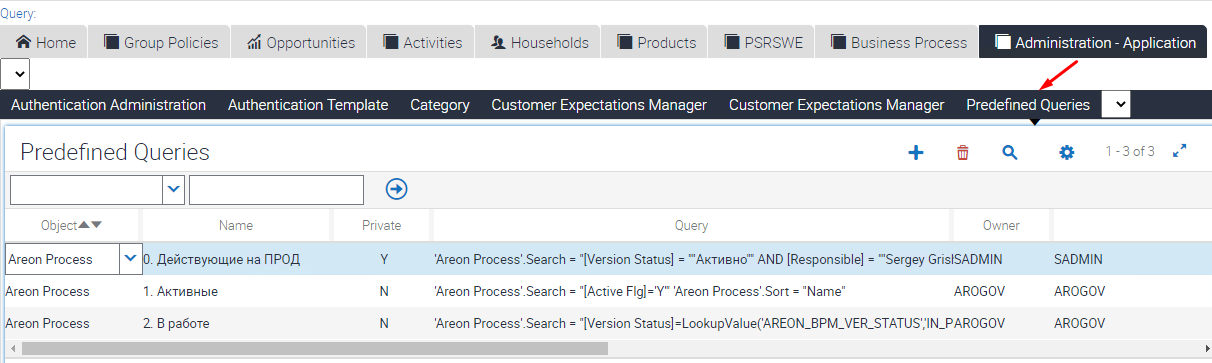 Query:
Home Group Policies Opportunities Activities Households Products PSRSWE Business Process Administration - Application
Authentication Administration Authentication Template Category Customer Expectations Manager Customer Expectations Manager Predefined Queries
Predefined Queries 1 - 3 of 3
Object Name Private Query Owner
Areon Process 0. Действующие на ПРОД Y 'Areon Process'.Search = "[Version Status] = ""Активно"" AND [Responsible] = ""Sergey Grisl SADMIN SADMIN
Areon Process 1. Активные N 'Areon Process'.Search = "[Active Flg]='Y'" 'Areon Process'.Sort = "Name" AROGOV AROGOV
Areon Process 2. В работе N 'Areon Process'.Search = "[Version Status]=LookupValue('AREON_BPM_VER_STATUS','IN_P AROGOV AROGOV